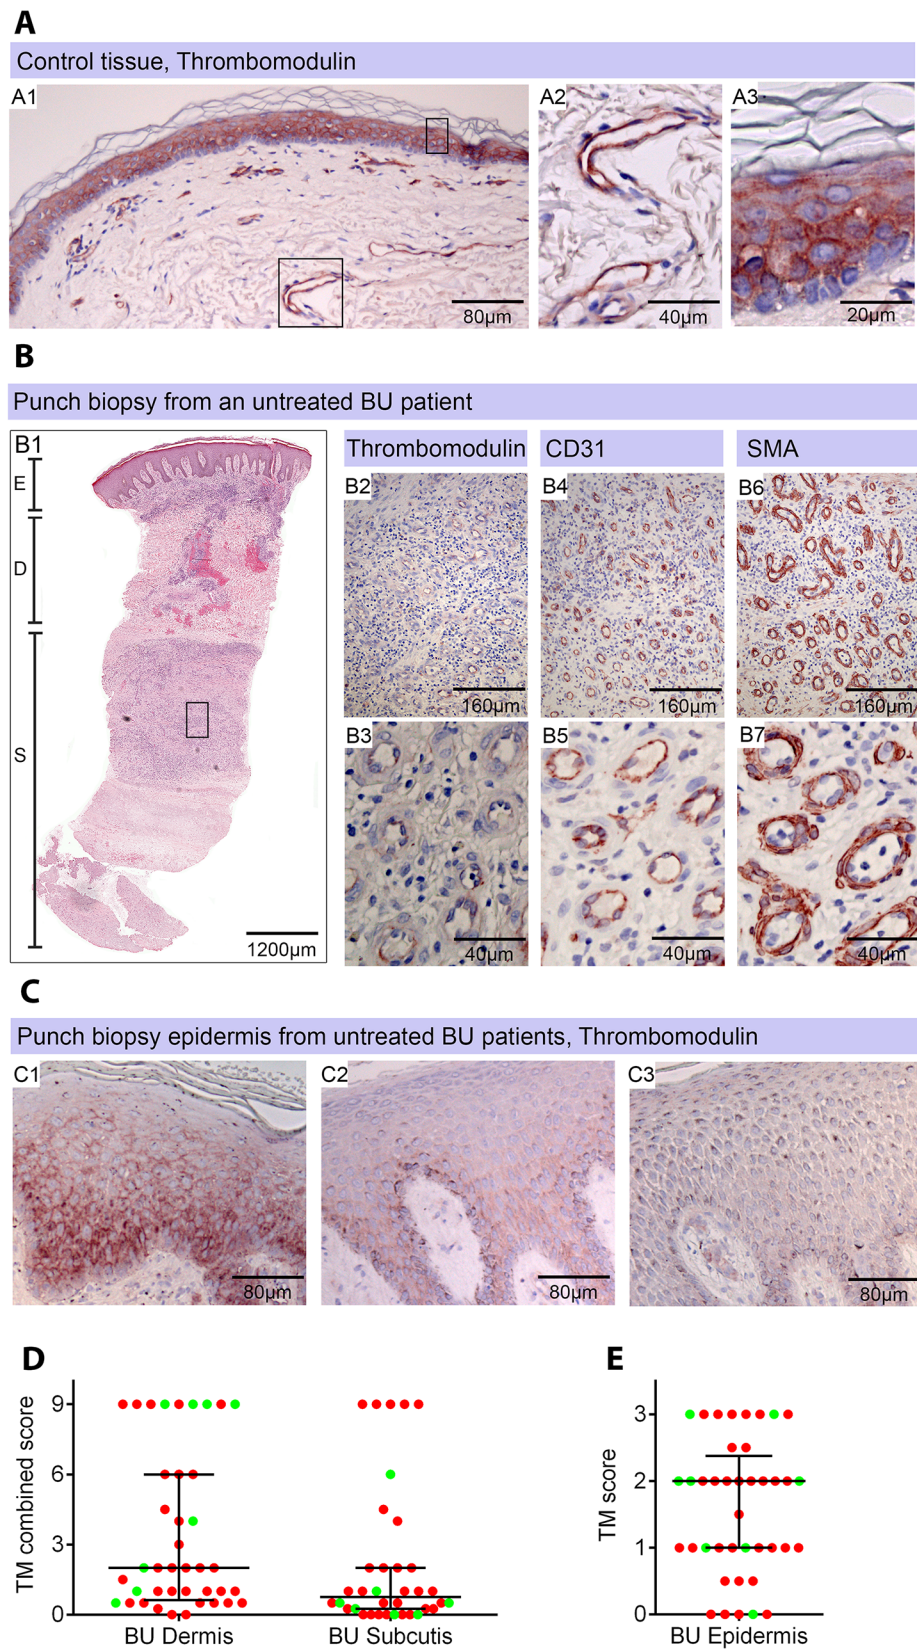 A
Control tissue, Thrombomodulin
A1
A2
A3
80µm
40µm
20µm
B
Punch biopsy from an untreated BU patient
B1
E
D
S
1200µm
Thrombomodulin
CD31
SMA
B2
B4
B6
160µm
160µm
160µm
B3
B5
B7
40µm
40µm
40µm
C
Punch biopsy epidermis from untreated BU patients, Thrombomodulin
C1
C2
C3
80µm
80µm
80µm
D
TM combined score
9
6
3
0
BU Dermis
BU Subcutis
E
TM score
3
2
1
0
BU Epidermis